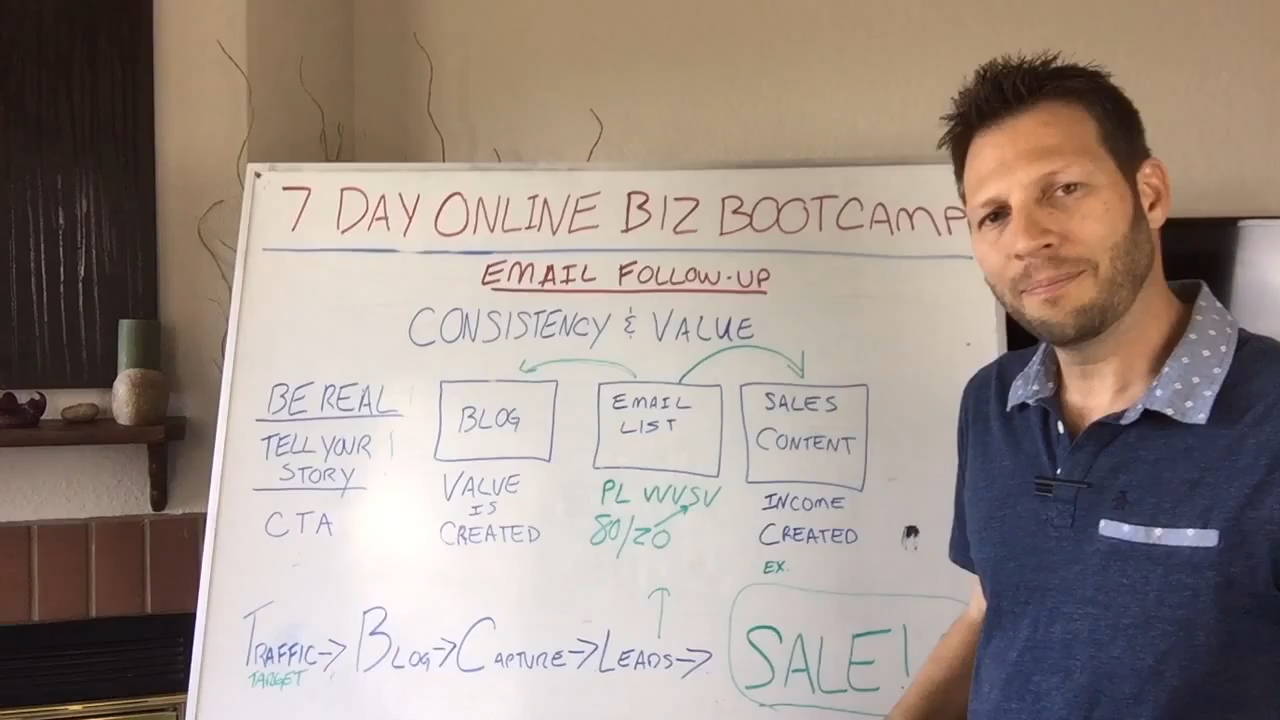 7 DAY ONLINE BIZ BOOTCAMP
EMAIL FOLLOW-UP
CONSISTENCY & VALUE
BE REAL
TELL YOUR
STORY
CTA
BLOG
VALUE
IS
CREATED
EMAIL
LIST
PL VVVSV
80/20
SALES
CONTENT
INCOME
CREATED
EX.
TRAFFIC→ BLOG→ CAPTURE→ LEADS→
TARGET
SALE!